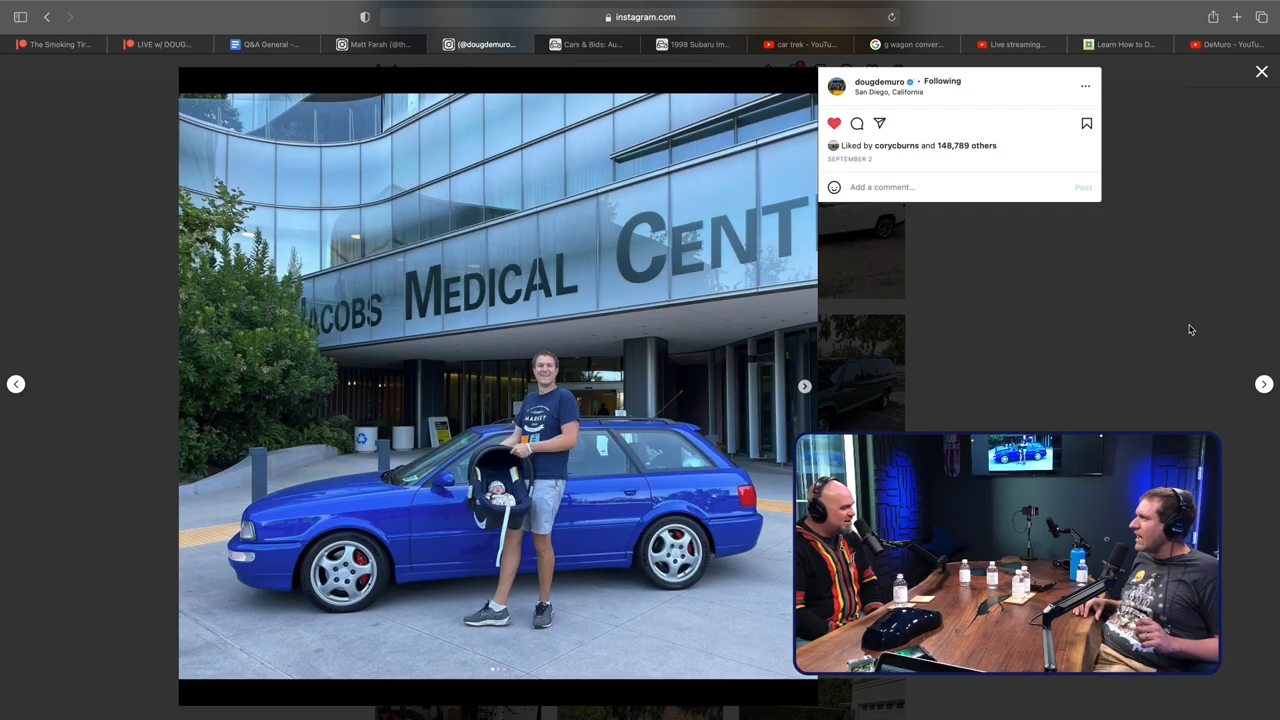 instagram.com
The Smoking Tir...
LIVE w/ DOUG...
Q&A General -...
Matt Farah (@th...
(@dougdemuro...
Cars & Bids: Au...
1998 Subaru Im...
car trek - YouTu...
g wagon conver...
Live streaming...
Learn How to D...
DeMuro - YouTu...
dougdemuro • Following
San Diego, California
Liked by corycburns and 148,789 others
SEPTEMBER 2
Add a comment...
Post
JACOBS MEDICAL CENT
MARKET